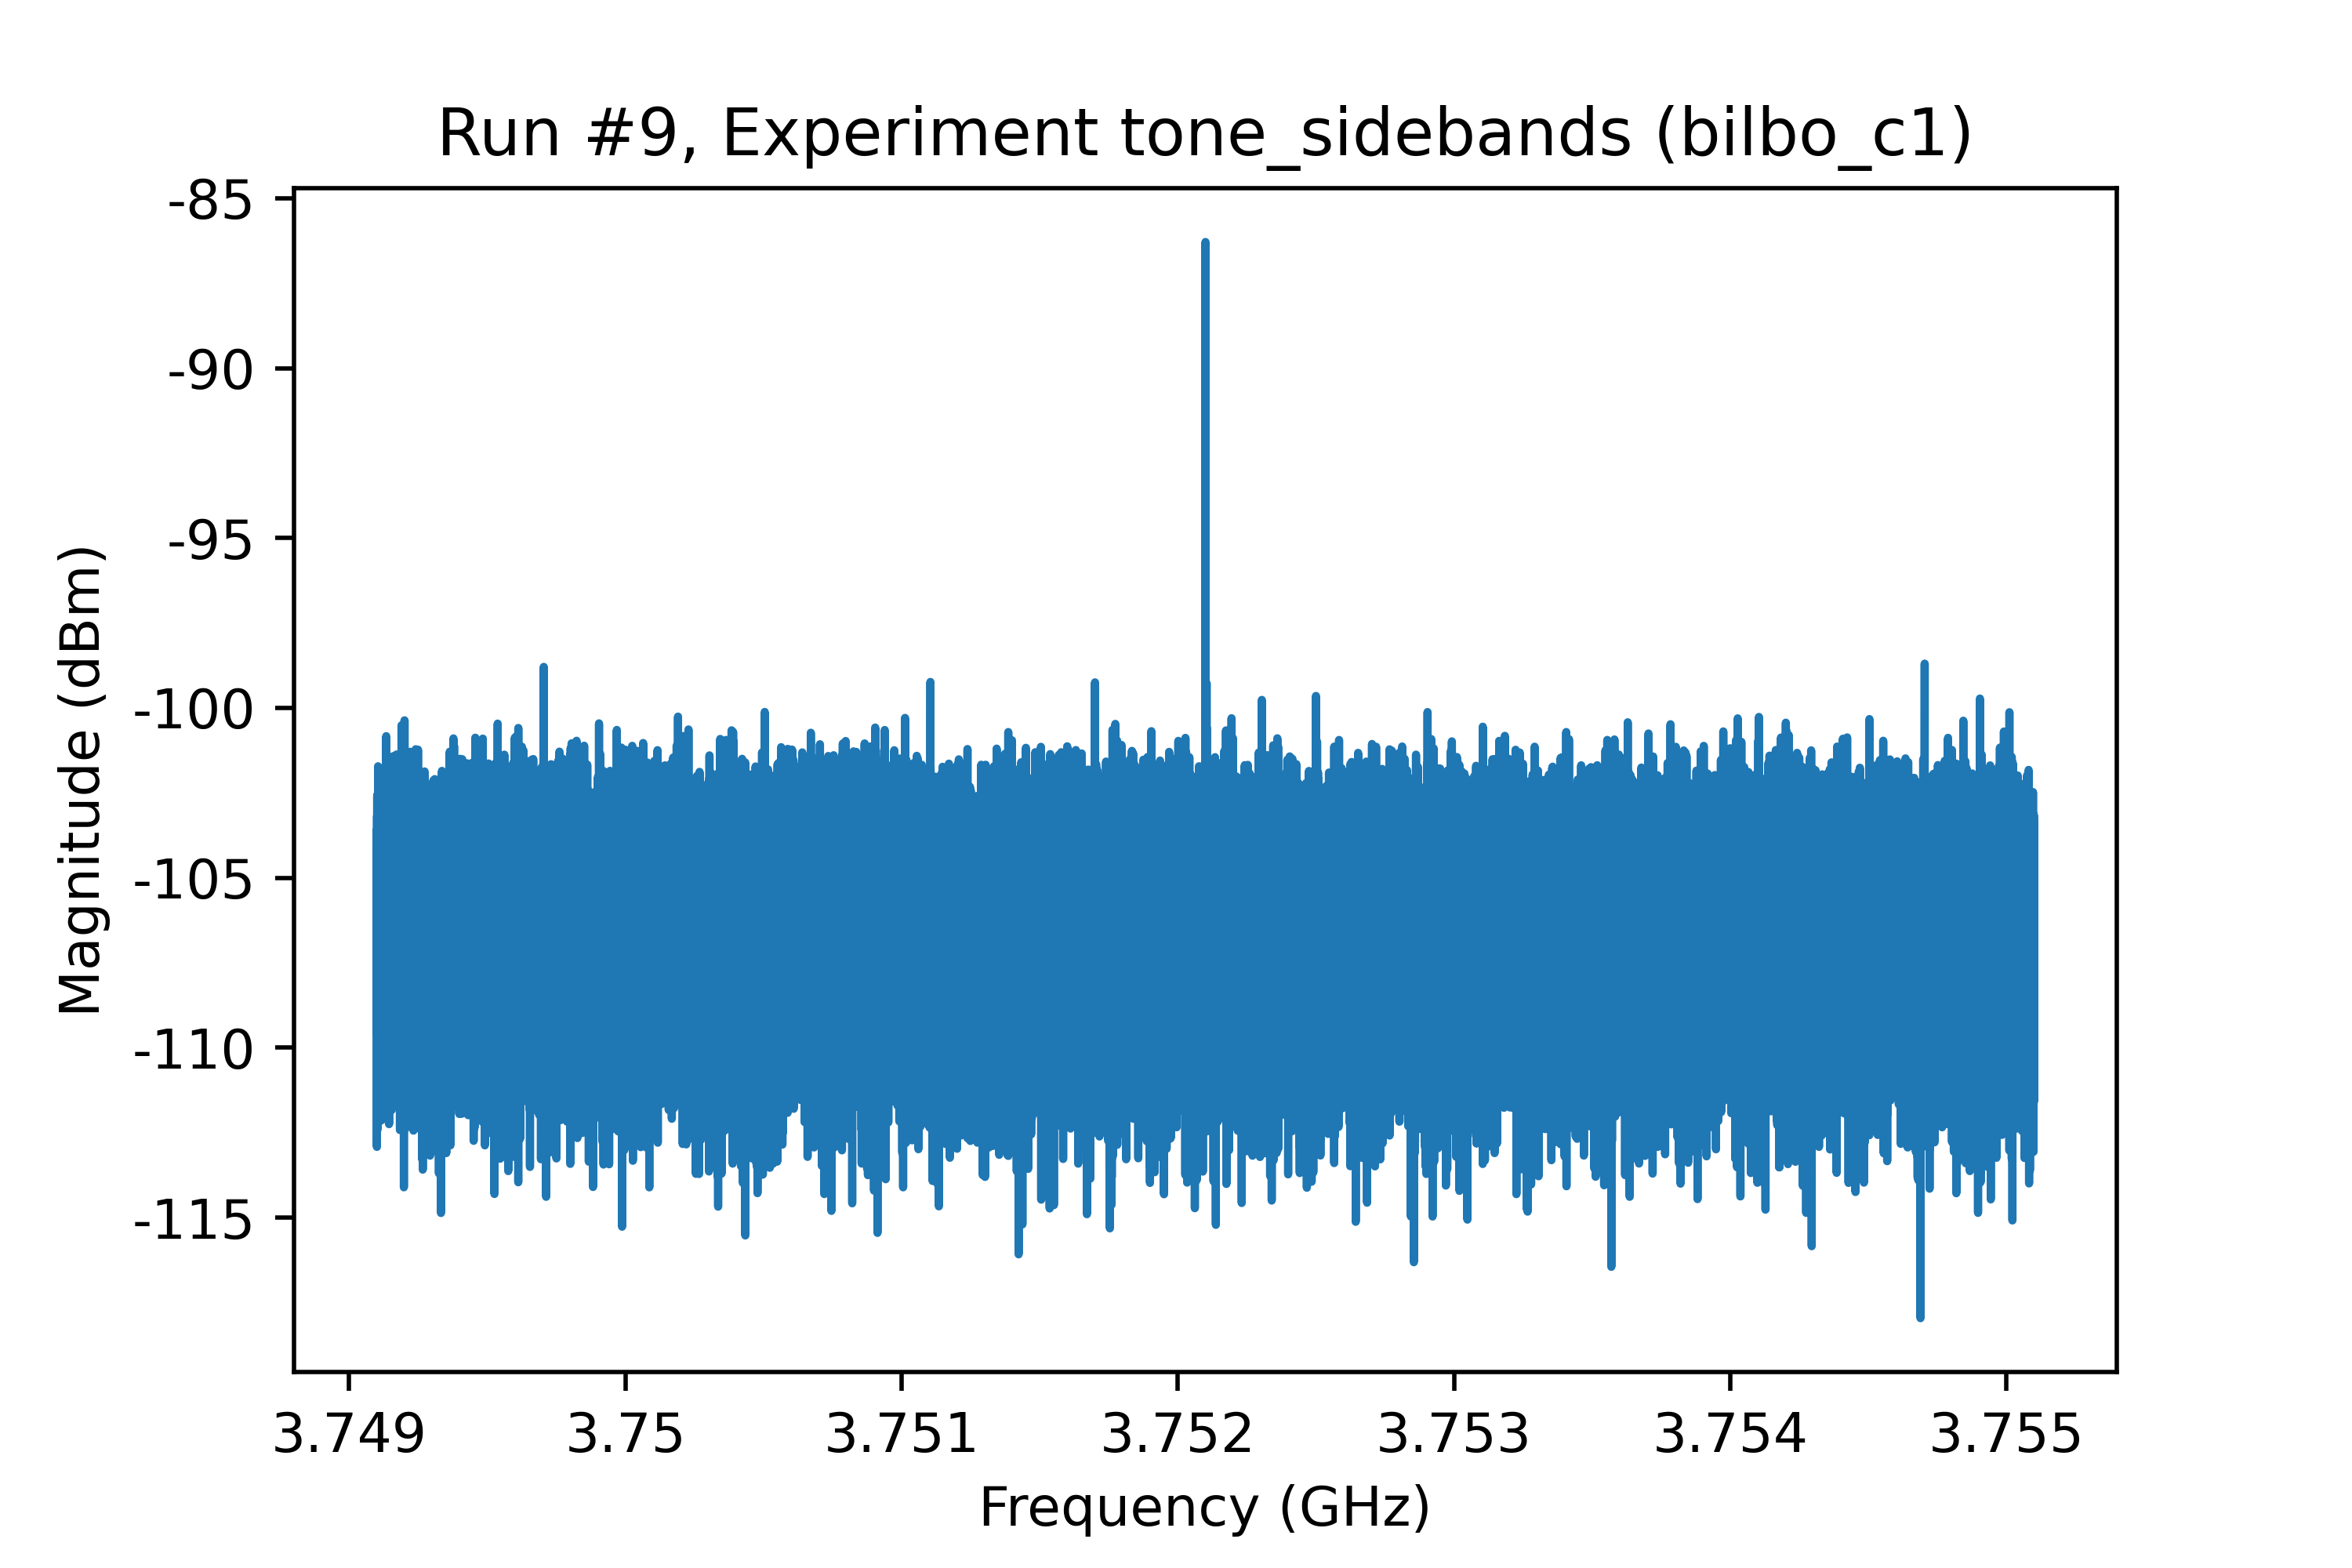 Run #9, Experiment tone_sidebands (bilbo_c1)
-85
-90
-95
-100
-105
-110
-115
Magnitude (dBm)
3.749 3.75 3.751 3.752 3.753 3.754 3.755
Frequency (GHz)